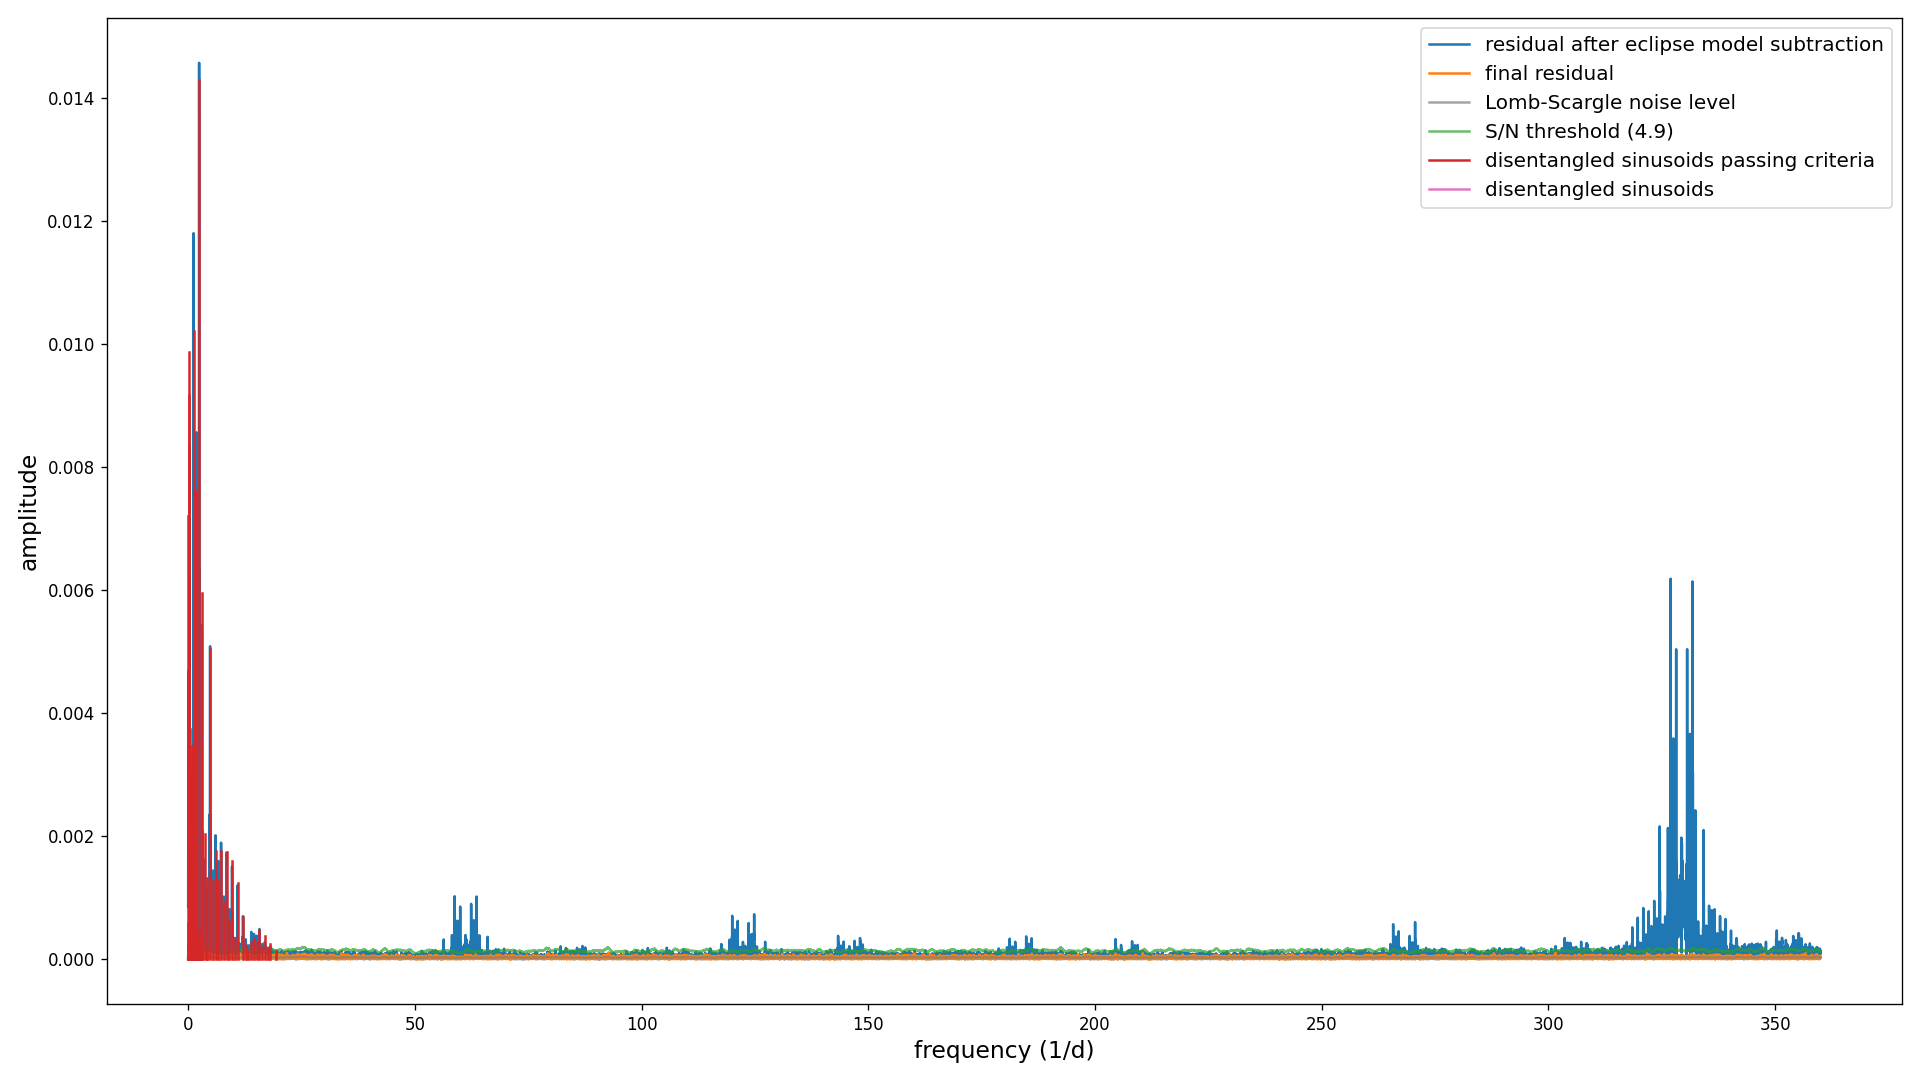 residual after eclipse model subtraction
final residual
Lomb-Scargle noise level
S/N threshold (4.9)
disentangled sinusoids passing criteria
disentangled sinusoids
0.014
0.012
0.010
0.008
0.006
0.004
0.002
0.000
amplitude
0 50 100 150 200 250 300 350
frequency (1/d)